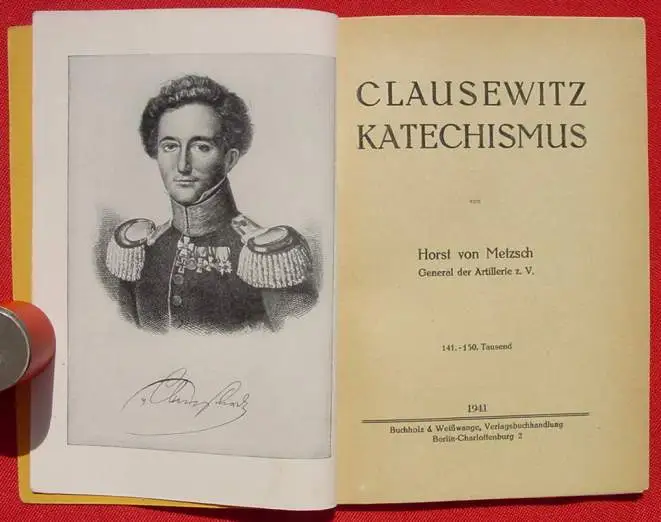 v. Clausewitz
CLAUSEWITZ
KATECHISMUS
von
Horst von Metzsch
General der Artillerie z. V.
141.-150. Tausend
1941
Buchholz & Weißwange, Verlagsbuchhandlung
Berlin-Charlottenburg 2